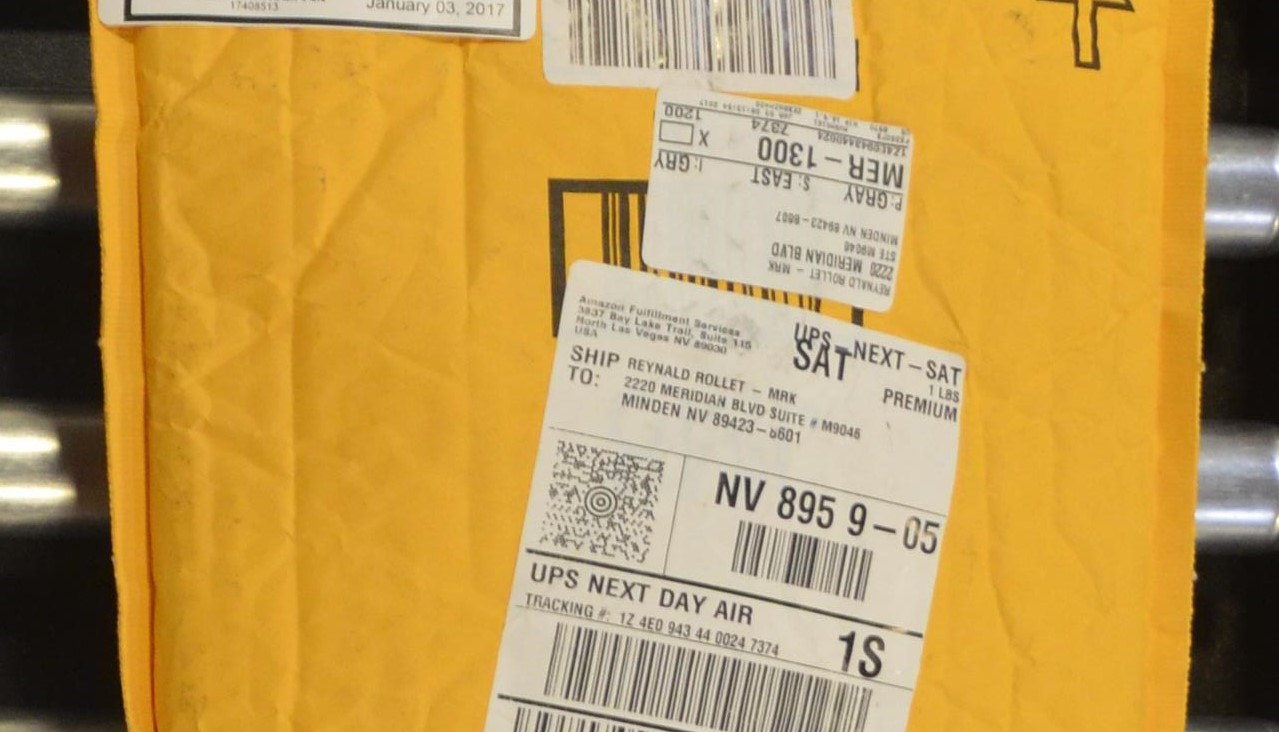 17408513
January 03, 2017
1Z4E09434400247374
1200
7374
X
MER-1300
I: GRY
S: EAST
P: GRAY
MINDEN NV 89423-8607
STE M9046
2220 MERIDIAN BLVD
REYNALD ROLLET - MRK
Amazon Fulfillment Services
3837 Bay Lake Trail, Suite 115
North Las Vegas NV 89030
USA
UPS-NEXT-SAT
SAT
1 LBS
PREMIUM
SHIP TO:
REYNALD ROLLET - MRK
2220 MERIDIAN BLVD SUITE # M9046
MINDEN NV 89423-8601
NV 895 9-05
UPS NEXT DAY AIR
TRACKING #: 1Z 4E0 943 44 0024 7374
1S